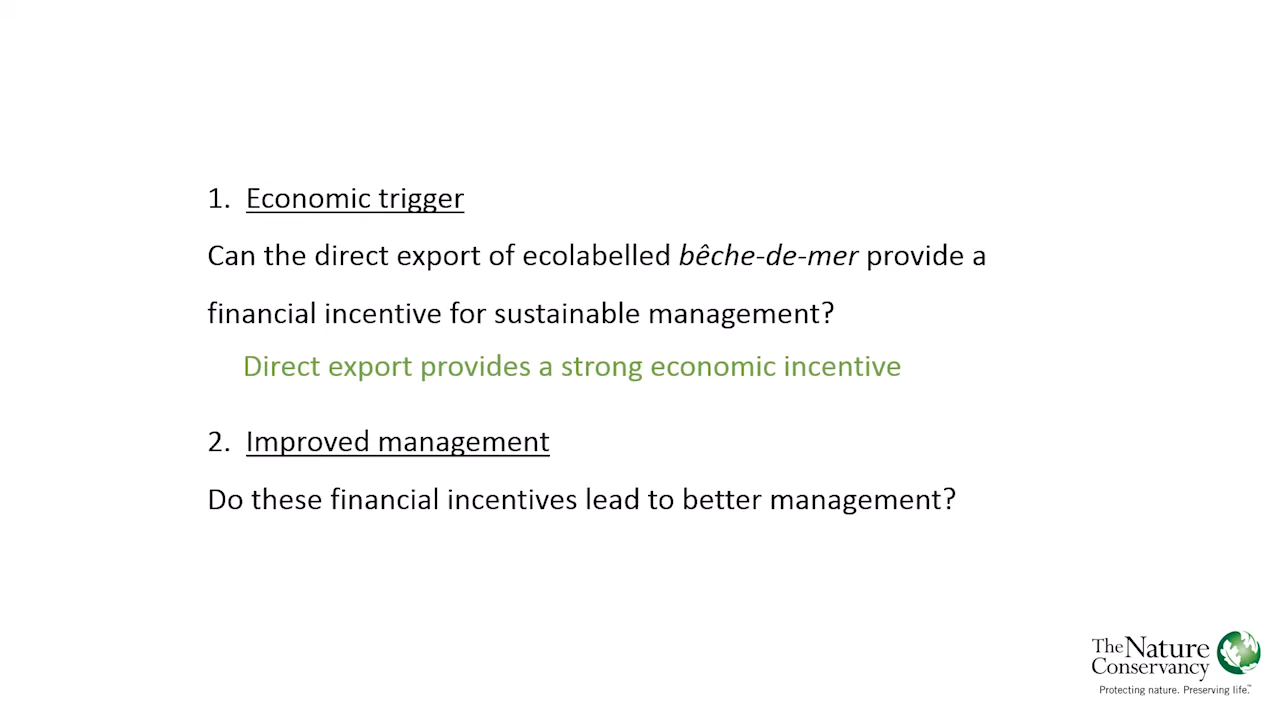 1. Economic trigger
Can the direct export of ecolabelled bêche-de-mer provide a
financial incentive for sustainable management?
Direct export provides a strong economic incentive
2. Improved management
Do these financial incentives lead to better management?
The Nature
Conservancy
Protecting nature. Preserving life.™